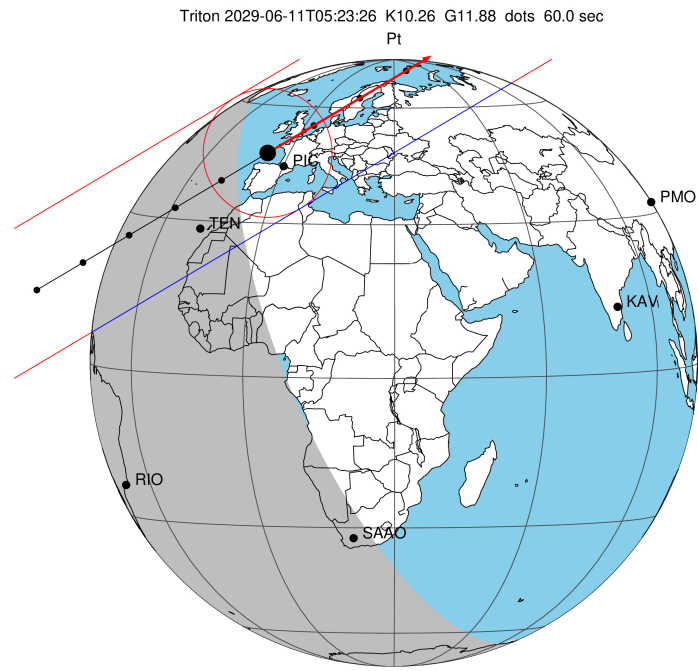 Triton 2029-06-11T05:23:26 K10.26 G11.88 dots 60.0 sec
Pt
PIC
PMO
TEN
KAV
RIO
SAAO